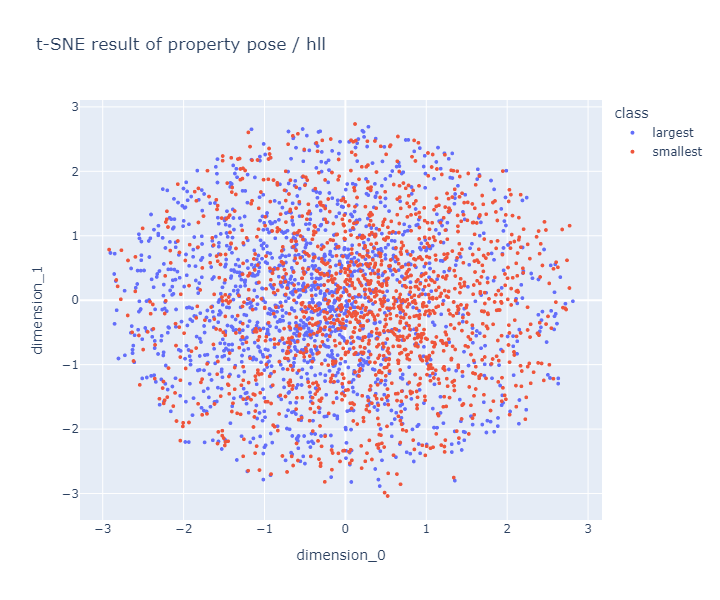 t-SNE result of property pose / hll
class
largest
smallest
3
2
1
0
−1
−2
−3
dimension_1
−3
−2
−1
0
1
2
3
dimension_0